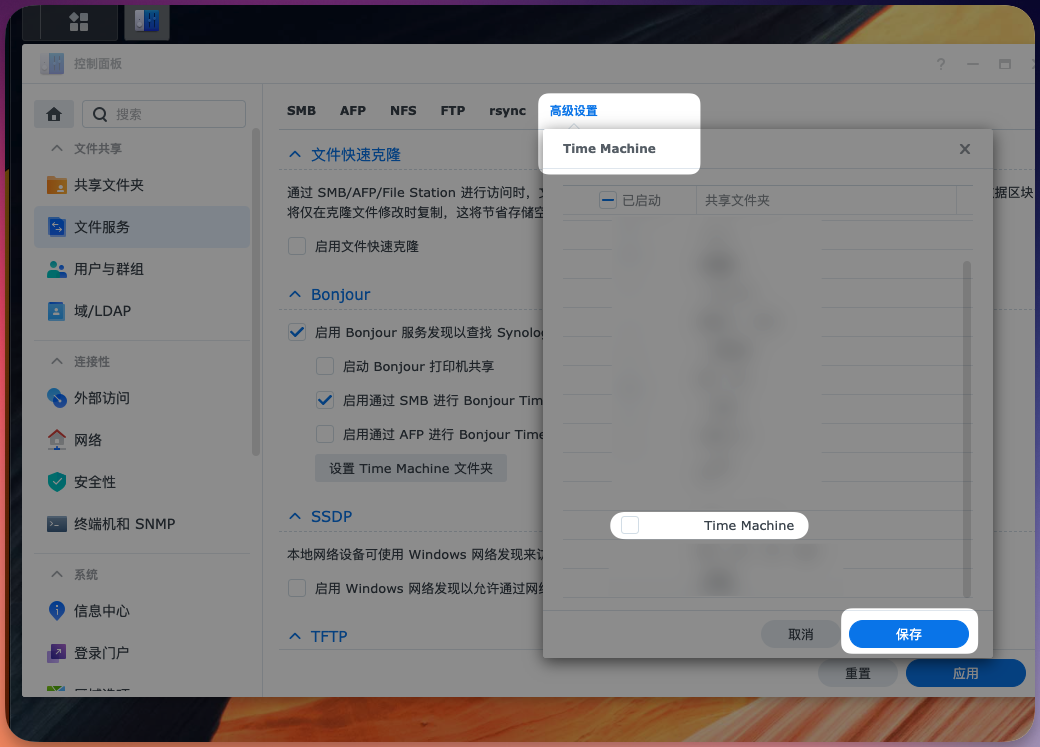 控制面板
搜索
文件共享
共享文件夹
文件服务
用户与群组
域/LDAP
连接性
外部访问
网络
安全性
终端机和 SNMP
系统
信息中心
登录门户
SMB AFP NFS FTP rsync 高级设置
文件快速克隆
通过 SMB/AFP/File Station 进行访问时，
据区块
将仅在克隆文件修改时复制，这将节省存储空
启用文件快速克隆
Bonjour
启用 Bonjour 服务发现以查找 Synolog
启动 Bonjour 打印机共享
启用通过 SMB 进行 Bonjour Tim
启用通过 AFP 进行 Bonjour Time
设置 Time Machine 文件夹
SSDP
本地网络设备可使用 Windows 网络发现来访
启用 Windows 网络发现以允许通过网络
TFTP
重置 应用
Time Machine
已启动 共享文件夹
Time Machine
取消 保存